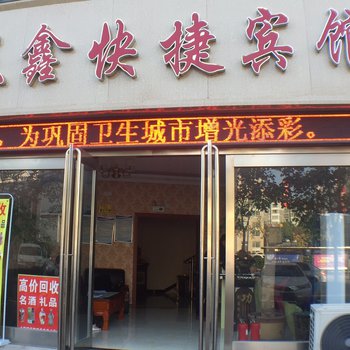 鑫快捷宾馆
，为巩固卫生城市增光添彩。
高价回收
名酒礼品